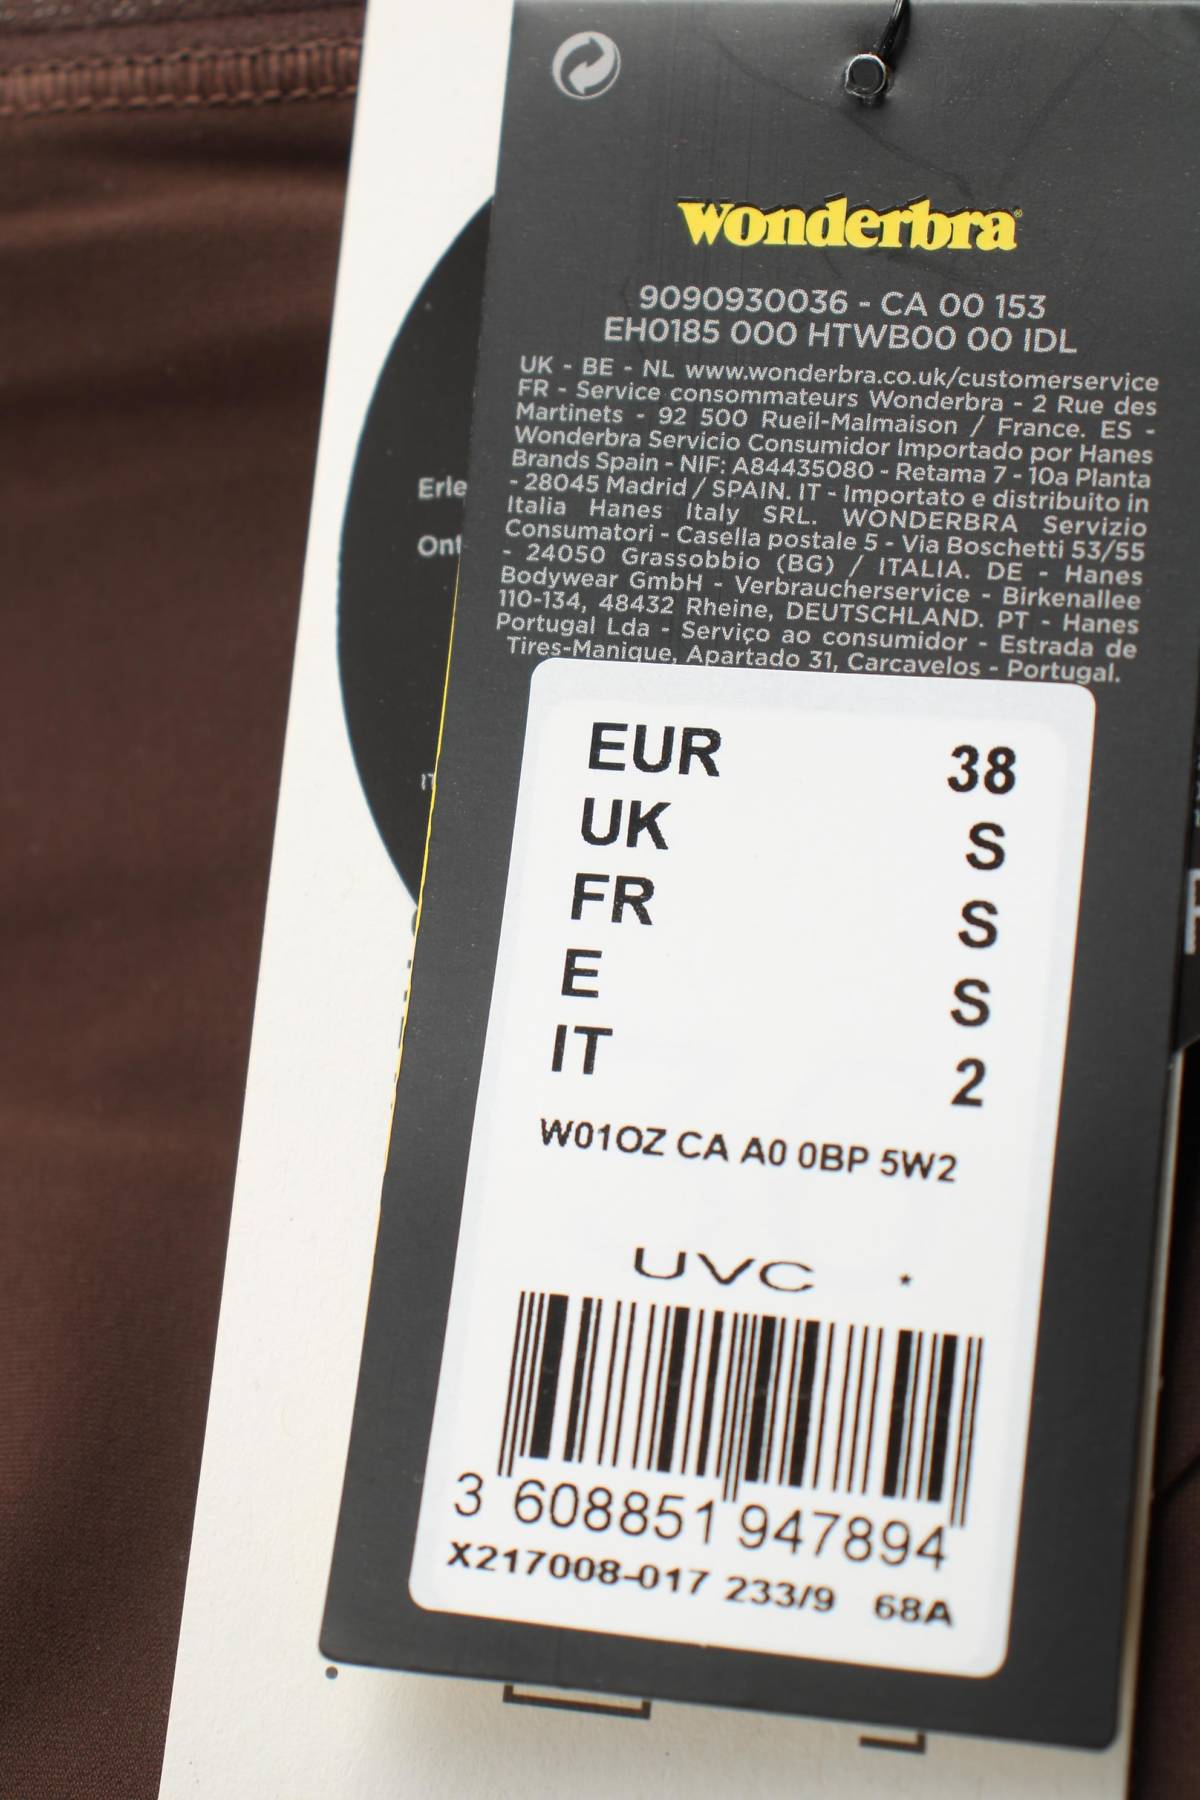 wonderbra®
9090930036 - CA 00 153
EH0185 000 HTWB00 00 IDL
UK - BE - NL www.wonderbra.co.uk/customerservice
FR - Service consommateurs Wonderbra - 2 Rue des
Martinets - 92 500 Rueil-Malmaison / France. ES -
Wonderbra Servicio Consumidor Importado por Hanes
Brands Spain - NIF: A84435080 - Retama 7 - 10a Planta
- 28045 Madrid / SPAIN. IT - Importato e distribuito in
Italia Hanes Italy SRL. WONDERBRA Servizio
Consumatori - Casella postale 5 - Via Boschetti 53/55
- 24050 Grassobbio (BG) / ITALIA. DE - Hanes
Bodywear GmbH - Verbraucherservice - Birkenallee
110-134, 48432 Rheine, DEUTSCHLAND. PT - Hanes
Portugal Lda - Serviço ao consumidor - Estrada de
Tires-Manique, Apartado 31, Carcavelos - Portugal.
Erle
Ont
EUR 38
UK S
FR S
E S
IT 2
W01OZ CA A0 0BP 5W2
UVC *
3 608851 947894
X217008-017 233/9 68A